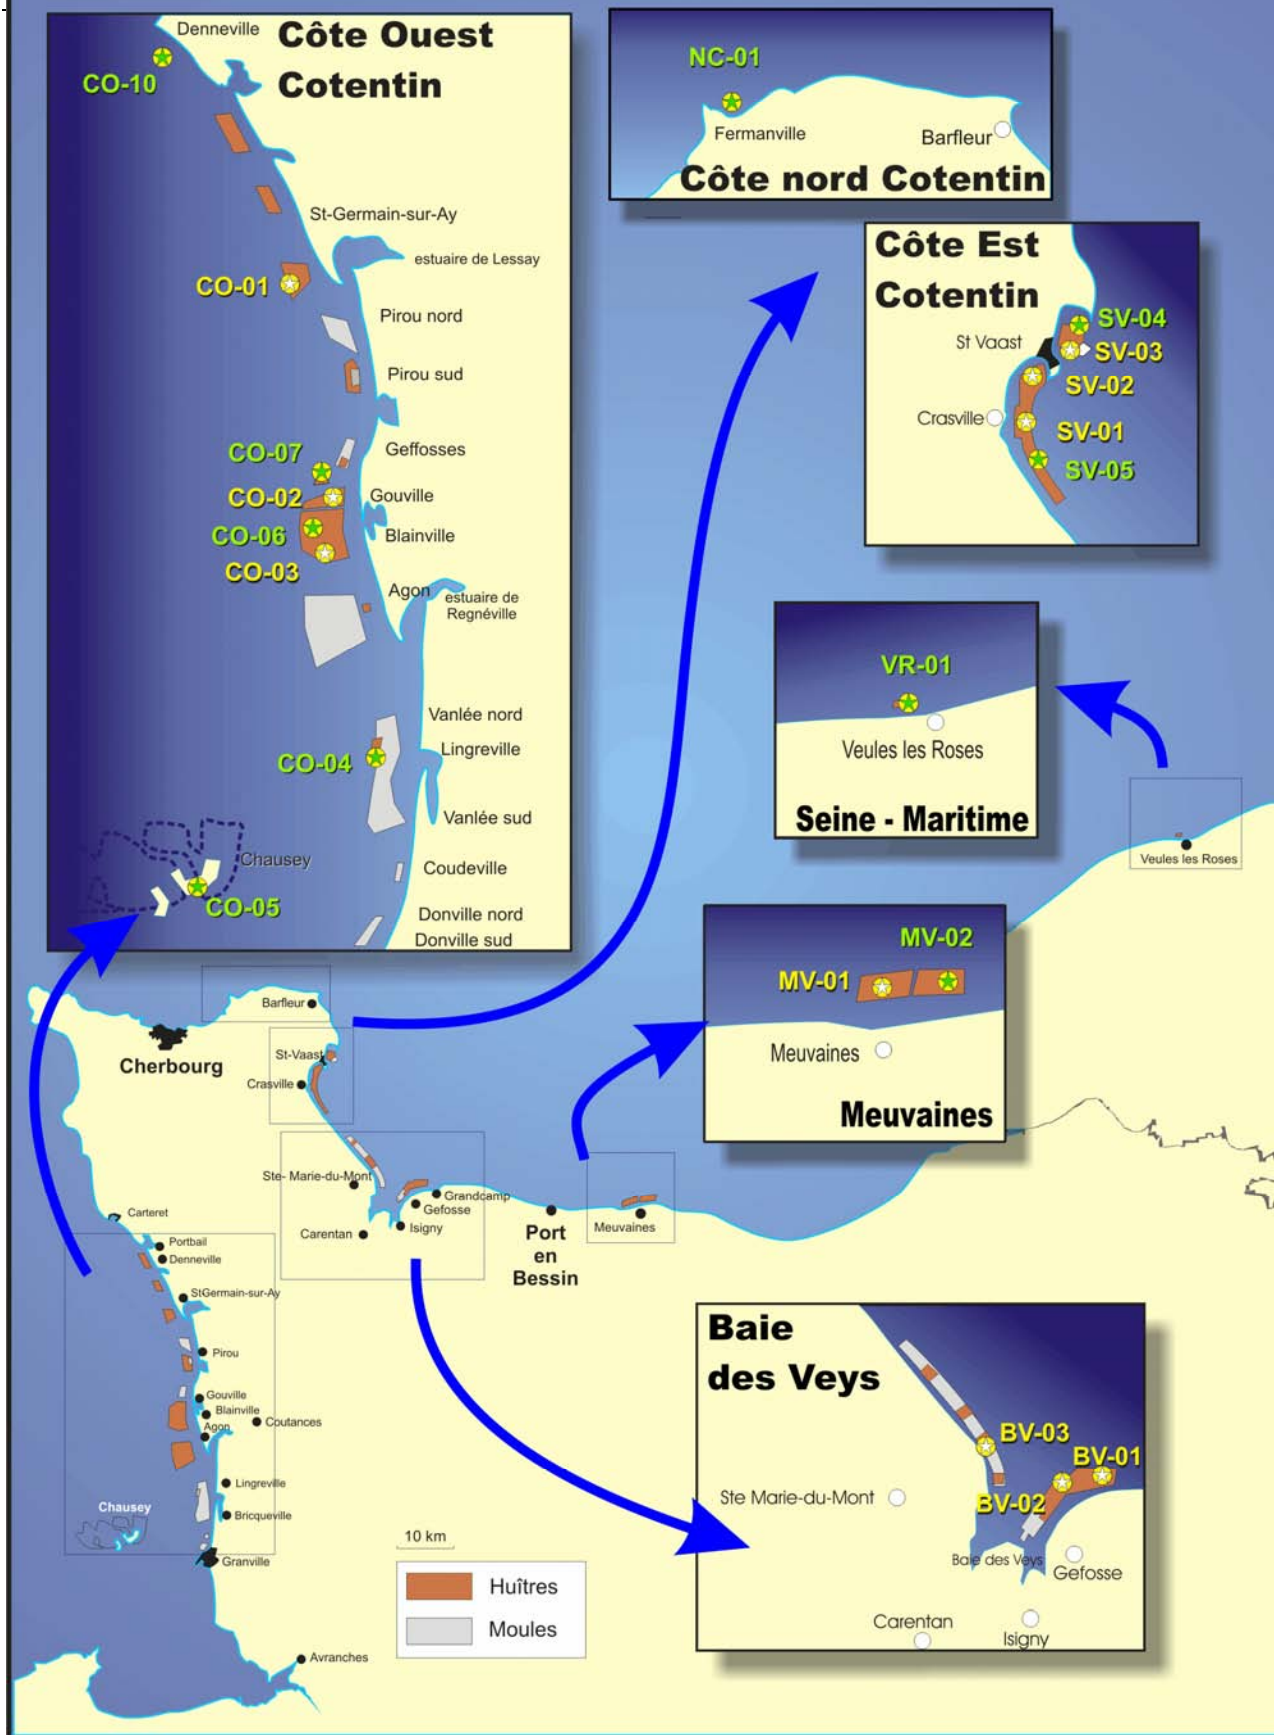 Denneville
Côte Ouest
Cotentin
CO-10
St-Germain-sur-Ay
estuaire de Lessay
CO-01
Pirou nord
Pirou sud
CO-07
Geffosses
CO-02
Gouville
CO-06
Blainville
CO-03
Agon
estuaire de
Regnéville
Vanlée nord
CO-04
Lingreville
Vanlée sud
Chausey
Coudeville
CO-05
Donville nord
Donville sud
NC-01
Fermanville
Barfleur
Côte nord Cotentin
Côte Est
Cotentin
SV-04
St Vaast
SV-03
SV-02
Crasville
SV-01
SV-05
VR-01
Veules les Roses
Seine - Maritime
Veules les Roses
MV-02
MV-01
Meuvaines
Meuvaines
Barfleur
Cherbourg
St-Vaast
Crasville
Ste- Marie-du-Mont
Grandcamp
Gefosse
Isigny
Carentan
Port
en
Bessin
Meuvaines
Carteret
Portbail
Denneville
StGermain-sur-Ay
Pirou
Gouville
Blainville
Agon
Coutances
Lingreville
Chausey
Bricqueville
Granville
Avranches
10 km
Huîtres
Moules
Baie
des Veys
BV-03
BV-01
Ste Marie-du-Mont
BV-02
Baie des Veys
Gefosse
Carentan
Isigny